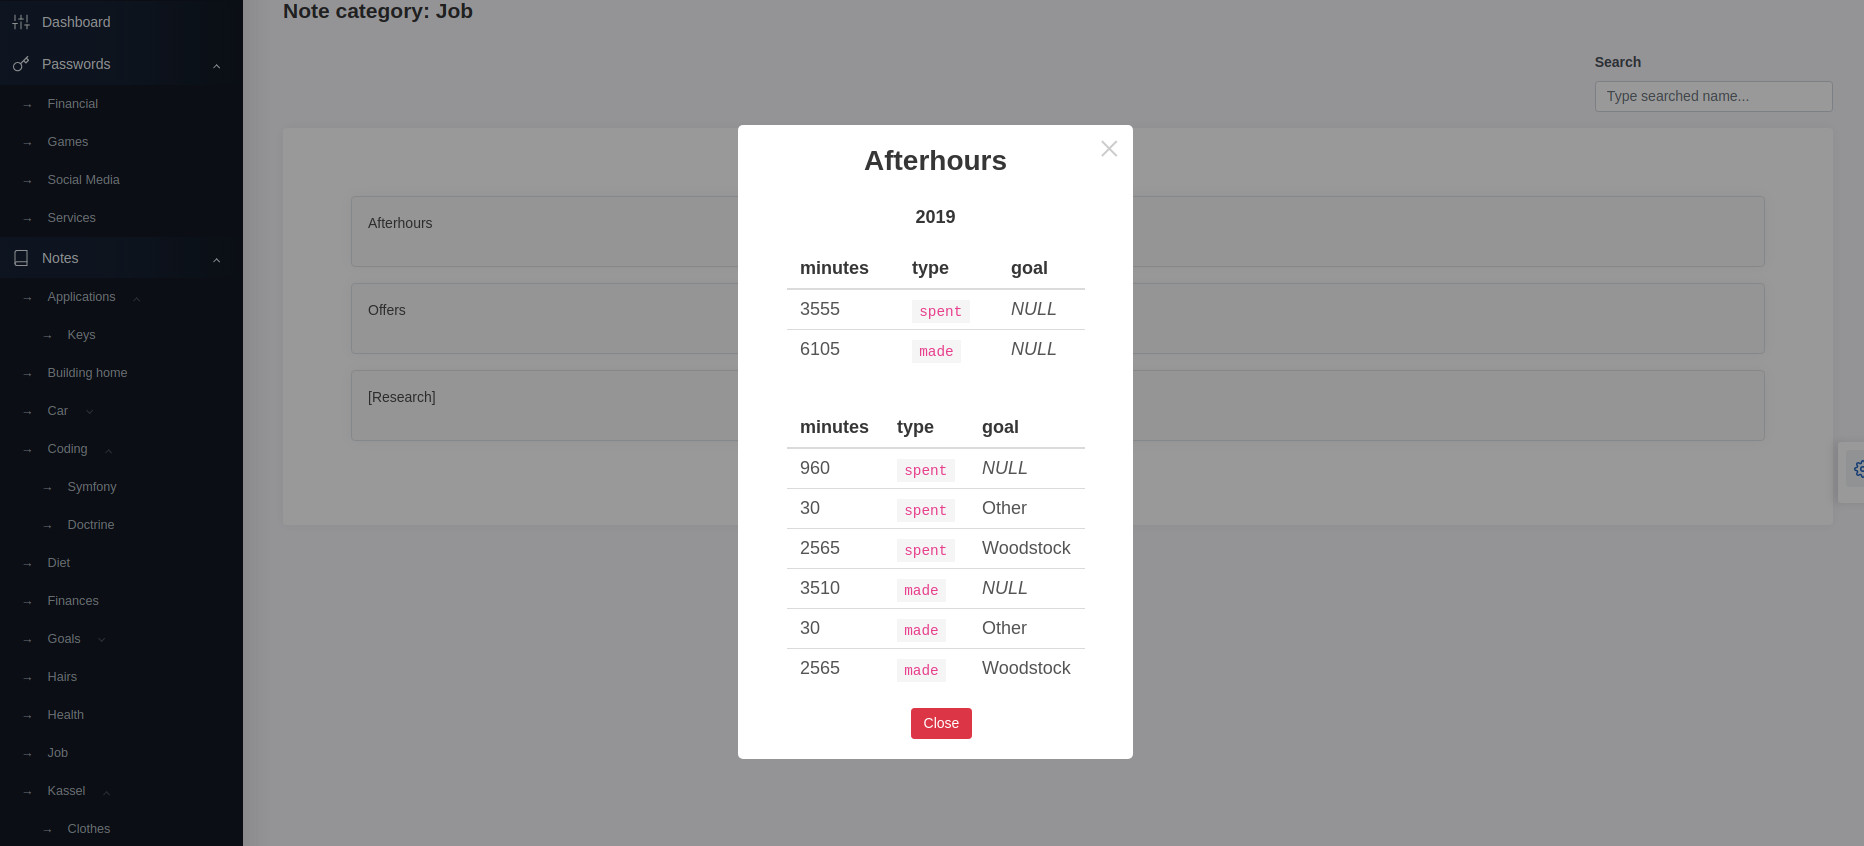 Dashboard
Passwords
→ Financial
→ Games
→ Social Media
→ Services
Notes
→ Applications
→ Keys
→ Building home
→ Car
→ Coding
→ Symfony
→ Doctrine
→ Diet
→ Finances
→ Goals
→ Hairs
→ Health
→ Job
→ Kassel
→ Clothes
Note category: Job
Search
Type searched name...
Afterhours
Offers
[Research]
Afterhours
2019
minutes type goal
3555 spent NULL
6105 made NULL
minutes type goal
960 spent NULL
30 spent Other
2565 spent Woodstock
3510 made NULL
30 made Other
2565 made Woodstock
Close